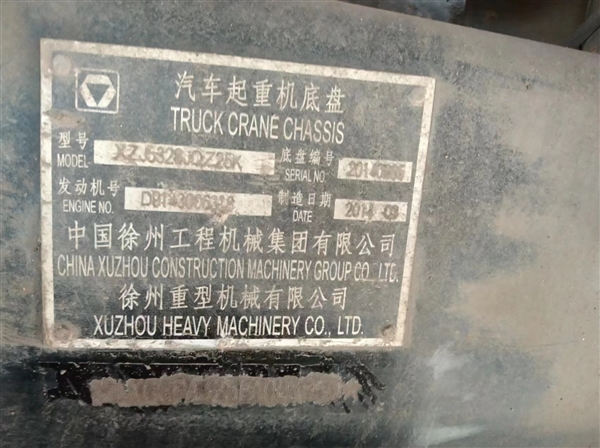 汽车起重机底盘
TRUCK CRANE CHASSIS
型号
MODEL
底盘编号
SERIAL NO.
发动机号
ENGINE NO.
制造日期
DATE
中国徐州工程机械集团有限公司
CHINA XUZHOU CONSTRUCTION MACHINERY GROUP CO., LTD.
徐州重型机械有限公司
XUZHOU HEAVY MACHINERY CO., LTD.